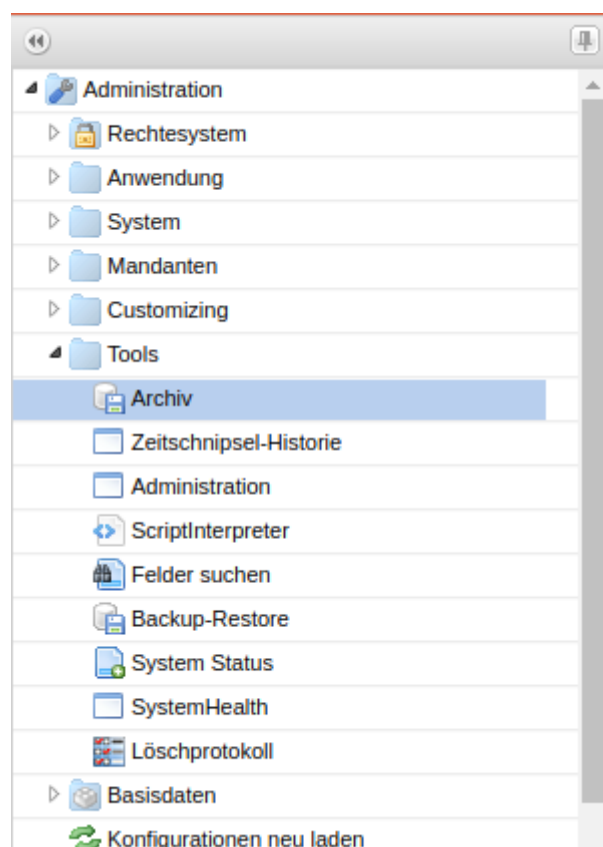 Administration
Rechtesystem
Anwendung
System
Mandanten
Customizing
Tools
Archiv
Zeitschnipsel-Historie
Administration
ScriptInterpreter
Felder suchen
Backup-Restore
System Status
SystemHealth
Löschprotokoll
Basisdaten
Konfigurationen neu laden